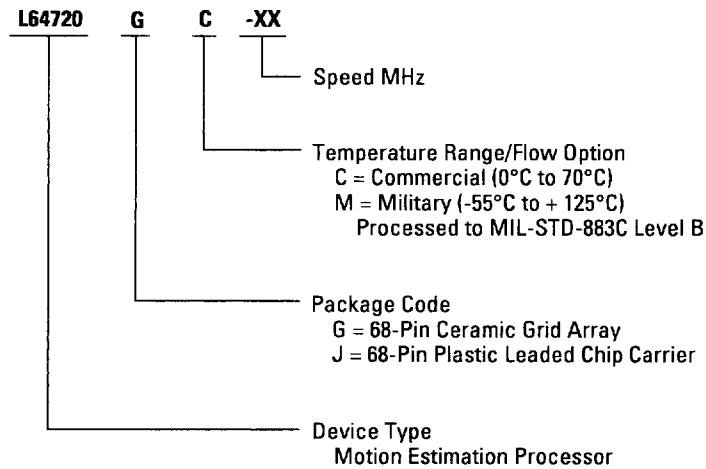 L64720 G C -XX
Speed MHz
Temperature Range/Flow Option
C = Commercial (0°C to 70°C)
M = Military (-55°C to + 125°C)
Processed to MIL-STD-883C Level B
Package Code
G = 68-Pin Ceramic Grid Array
J = 68-Pin Plastic Leaded Chip Carrier
Device Type
Motion Estimation Processor